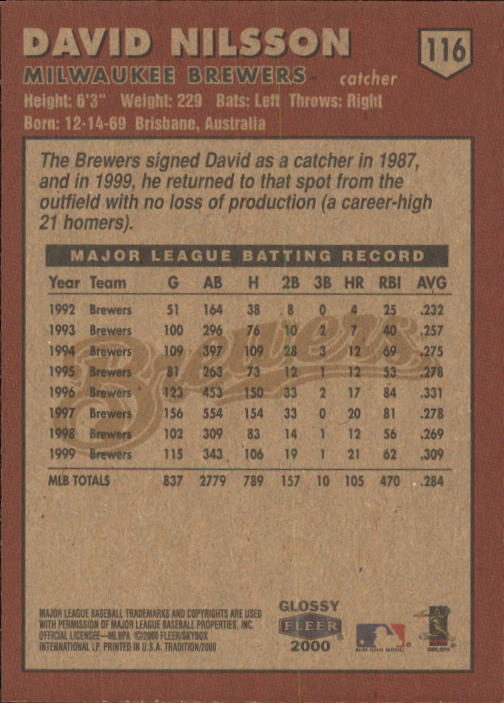 DAVID NILSSON
116
MILWAUKEE BREWERS™ catcher
Height: 6'3" Weight: 229 Bats: Left Throws: Right
Born: 12-14-69 Brisbane, Australia
The Brewers signed David as a catcher in 1987,
and in 1999, he returned to that spot from the
outfield with no loss of production (a career-high
21 homers).
MAJOR LEAGUE BATTING RECORD
Year Team G AB H 2B 3B HR RBI AVG
1992 Brewers 51 164 38 8 0 4 25 .232
1993 Brewers 100 296 76 10 2 7 40 .257
1994 Brewers 109 397 109 28 3 12 69 .275
1995 Brewers 81 263 73 12 1 12 53 .278
1996 Brewers 123 453 150 33 2 17 84 .331
1997 Brewers 156 554 154 33 0 20 81 .278
1998 Brewers 102 309 83 14 1 12 56 .269
1999 Brewers 115 343 106 19 1 21 62 .309
MLB TOTALS 837 2779 789 157 10 105 470 .284
Brewers
MAJOR LEAGUE BASEBALL TRADEMARKS AND COPYRIGHTS ARE USED
WITH PERMISSION OF MAJOR LEAGUE BASEBALL PROPERTIES, INC.
OFFICIAL LICENSEE—MLBPA ©2000 FLEER/SKYBOX
INTERNATIONAL LP. PRINTED IN U.S.A. TRADITION/2000
GLOSSY
FLEER
2000